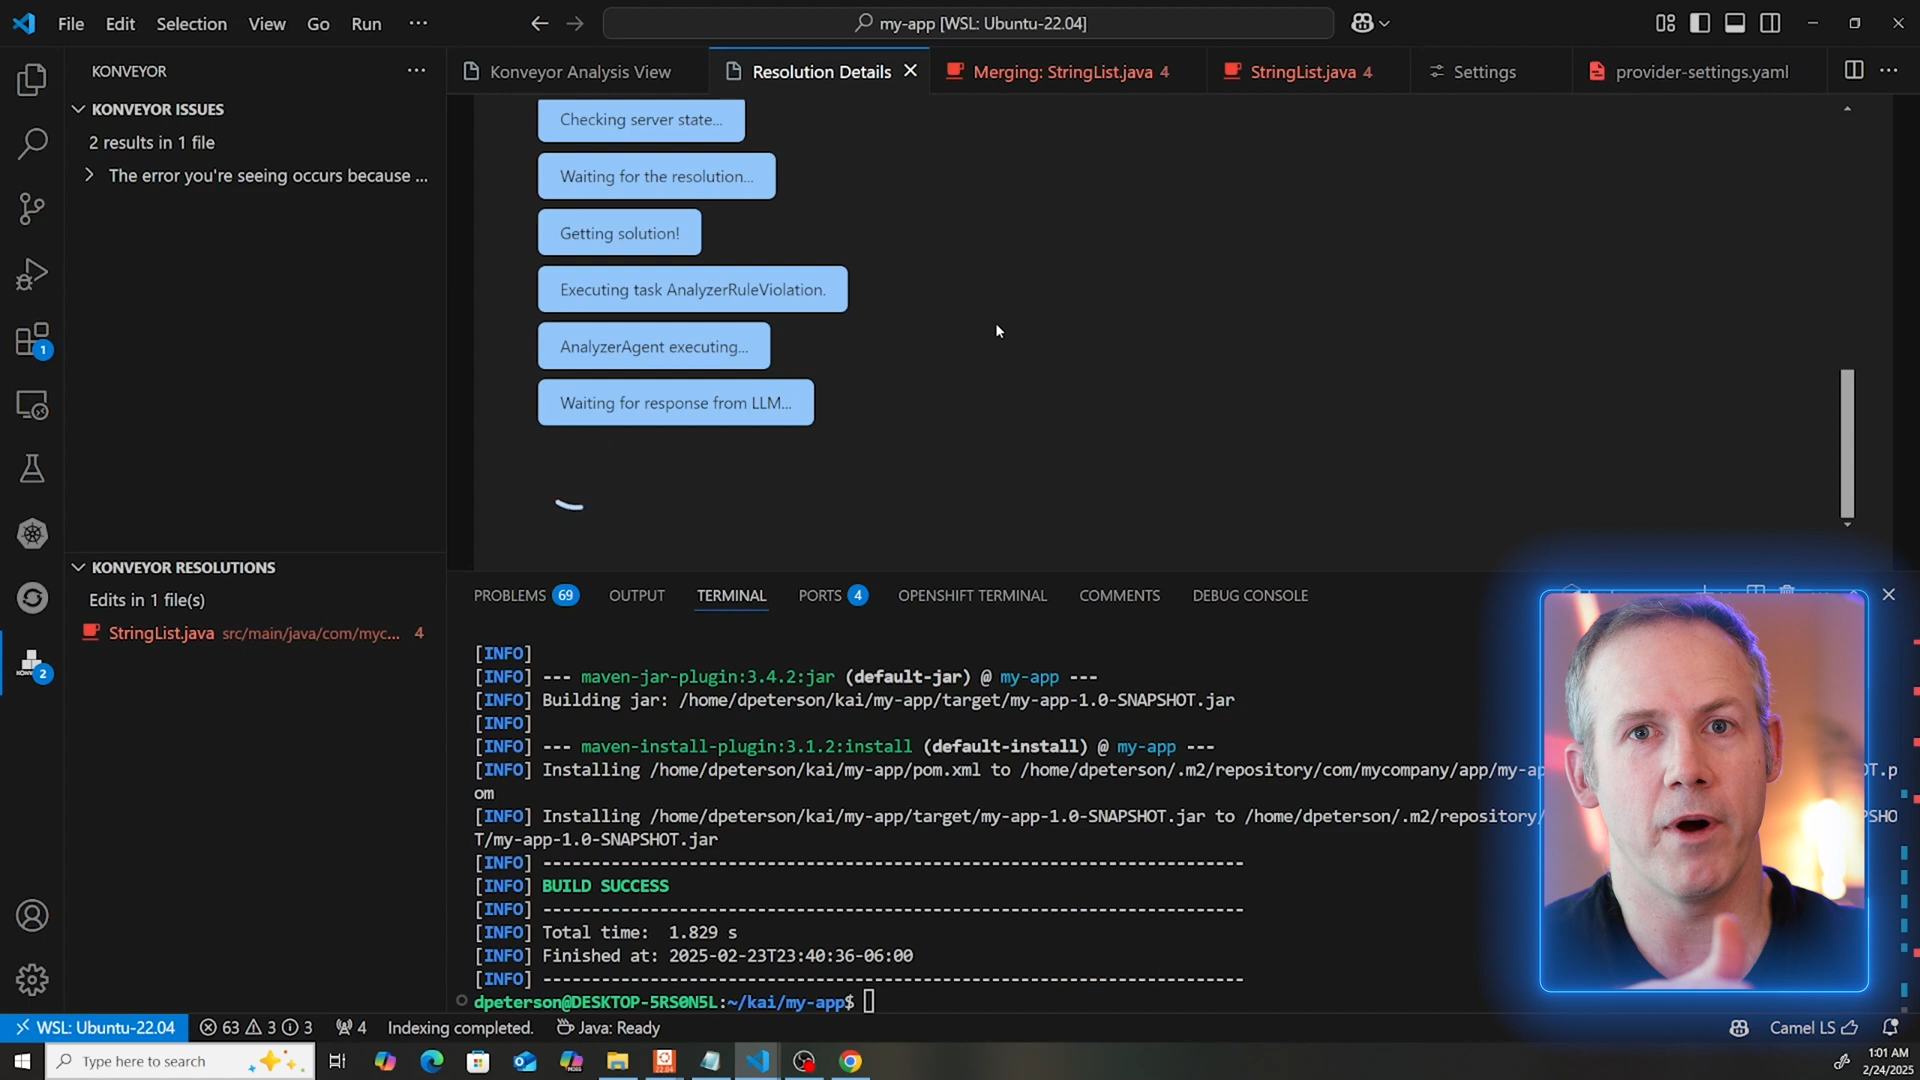 File Edit Selection View Go Run ···
my-app [WSL: Ubuntu-22.04]
KONVEYOR
Konveyor Analysis View
Resolution Details
Merging: StringList.java 4
StringList.java 4
Settings
provider-settings.yaml
KONVEYOR ISSUES
2 results in 1 file
The error you're seeing occurs because ...
Checking server state...
Waiting for the resolution...
Getting solution!
Executing task AnalyzerRuleViolation.
AnalyzerAgent executing...
Waiting for response from LLM...
1
2
KONVEYOR RESOLUTIONS
Edits in 1 file(s)
StringList.java src/main/java/com/myc... 4
PROBLEMS 69 OUTPUT TERMINAL PORTS 4 OPENSHIFT TERMINAL COMMENTS DEBUG CONSOLE
[INFO]
[INFO] --- maven-jar-plugin:3.4.2:jar (default-jar) @ my-app ---
[INFO] Building jar: /home/dpeterson/kai/my-app/target/my-app-1.0-SNAPSHOT.jar
[INFO]
[INFO] --- maven-install-plugin:3.1.2:install (default-install) @ my-app ---
[INFO] Installing /home/dpeterson/kai/my-app/pom.xml to /home/dpeterson/.m2/repository/com/mycompany/app/my-ap OT.p
om
[INFO] Installing /home/dpeterson/kai/my-app/target/my-app-1.0-SNAPSHOT.jar to /home/dpeterson/.m2/repository/ PSHO
T/my-app-1.0-SNAPSHOT.jar
[INFO] ------------------------------------------------------------------------
[INFO] BUILD SUCCESS
[INFO] ------------------------------------------------------------------------
[INFO] Total time: 1.829 s
[INFO] Finished at: 2025-02-23T23:40:36-06:00
[INFO] ------------------------------------------------------------------------
dpeterson@DESKTOP-5RS0N5L:~/kai/my-app$
WSL: Ubuntu-22.04 63 3 3 4 Indexing completed. Java: Ready Camel LS
Type here to search
1:01 AM
2/24/2025